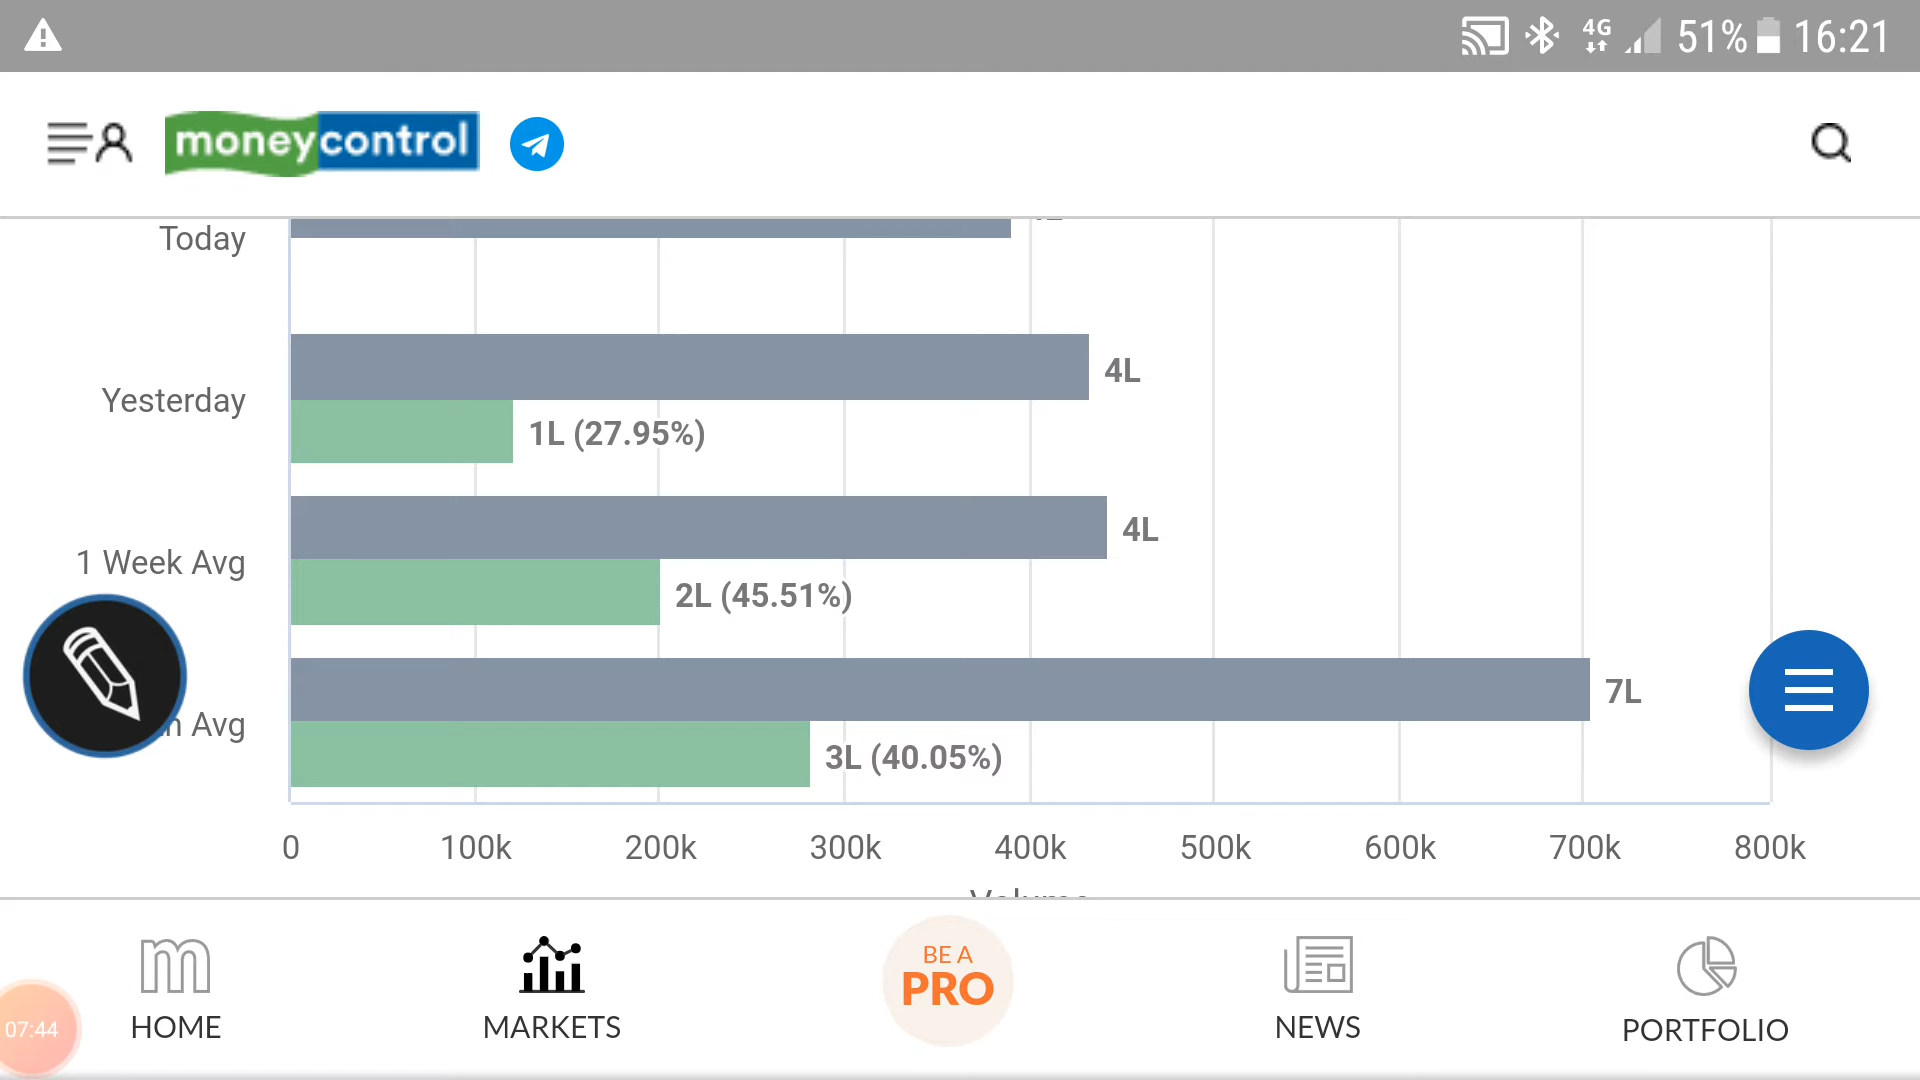 4G 51% 16:21
moneycontrol
Today
Yesterday
4L
1L (27.95%)
1 Week Avg
4L
2L (45.51%)
Avg
7L
3L (40.05%)
0 100k 200k 300k 400k 500k 600k 700k 800k
BE A
PRO
HOME MARKETS NEWS PORTFOLIO
07:44